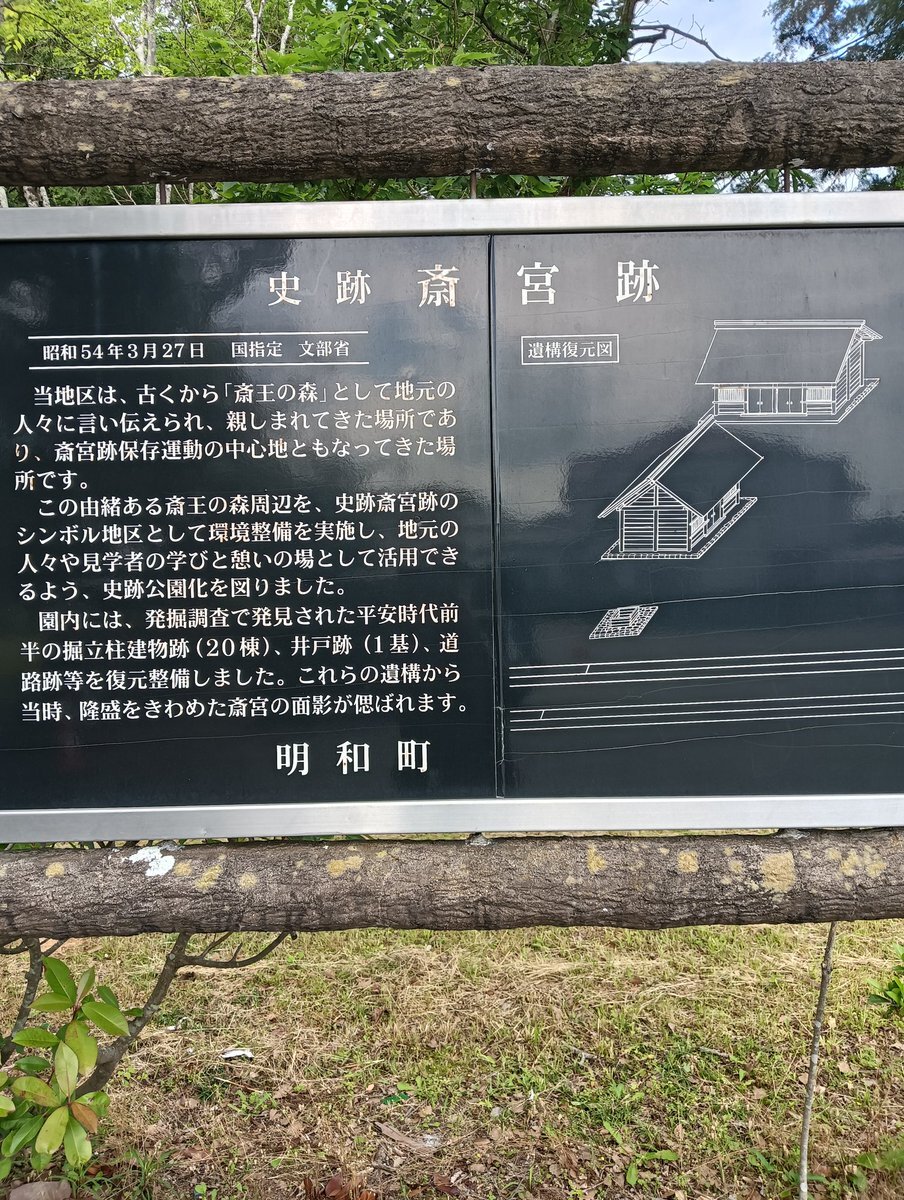 史跡 斎宮跡
昭和54年3月27日 国指定 文部省
当地区は、古くから「斎王の森」として地元の
人々に言い伝えられ、親しまれてきた場所であ
り、斎宮跡保存運動の中心地ともなってきた場
所です。
この由緒ある斎王の森周辺を、史跡斎宮跡の
シンボル地区として環境整備を実施し、地元の
人々や見学者の学びと憩いの場として活用でき
るよう、史跡公園化を図りました。
園内には、発掘調査で発見された平安時代前
半の掘立柱建物跡(20棟)、井戸跡(1基)、道
路跡等を復元整備しました。これらの遺構から
当時、隆盛をきわめた斎宮の面影が偲ばれます。
明和町
遺構復元図